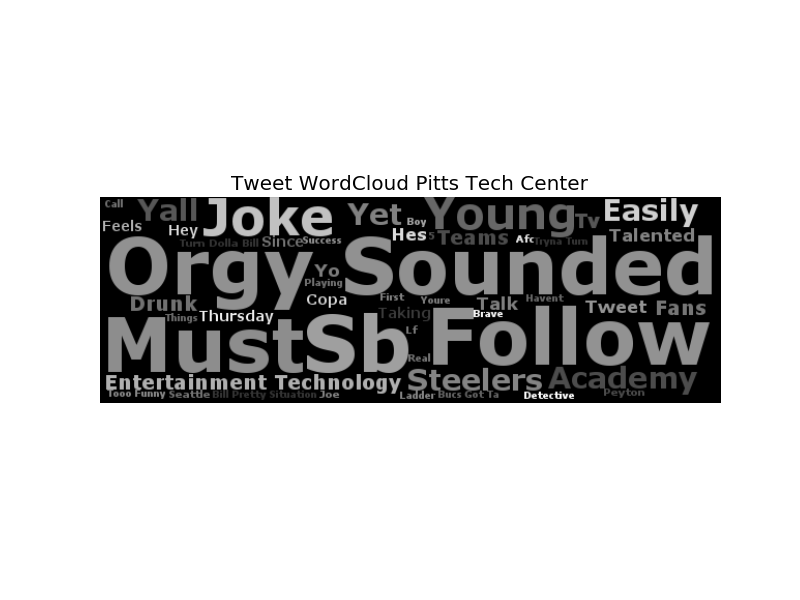 Tweet WordCloud Pitts Tech Center
Call Yall Joke Yet Boy Young Tv Easily
Feels Hey Hes S Teams Afc Tryna Turn Talented
Turn Dolla Bill Since Success
Orgy Sounded
Yo
Playing
Drunk Copa First Youre Talk Havent Tweet Fans
Things Thursday Taking Brave
MustSb Follow
Lf
Real
Entertainment Technology Steelers Academy
Tooo Funny Seattle Bill Pretty Situation Joe Ladder Bucs Got Ta Detective Peyton